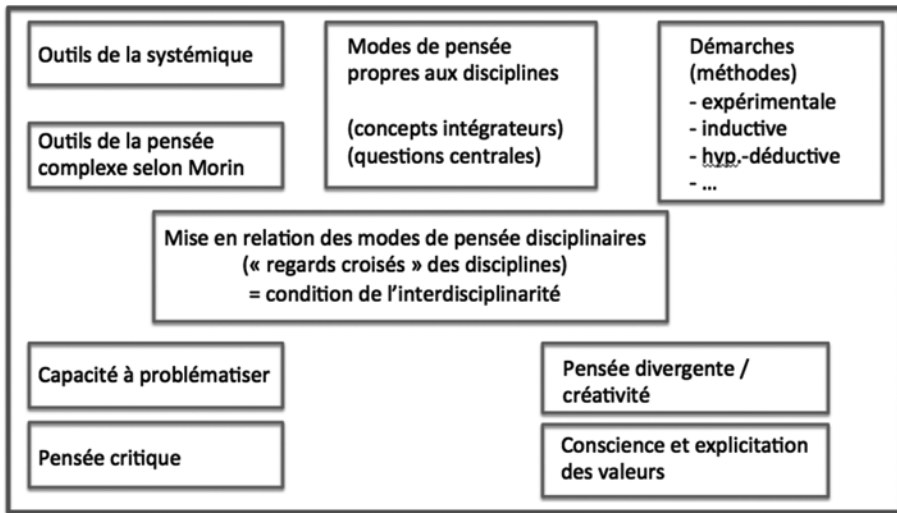 Outils de la systémique
Outils de la pensée
complexe selon Morin
Modes de pensée
propres aux disciplines
(concepts intégrateurs)
(questions centrales)
Démarches
(méthodes)
- expérimentale
- inductive
- hyp.-déductive
- ...
Mise en relation des modes de pensée disciplinaires
(« regards croisés » des disciplines)
= condition de l’interdisciplinarité
Capacité à problématiser
Pensée critique
Pensée divergente /
créativité
Conscience et explicitation
des valeurs